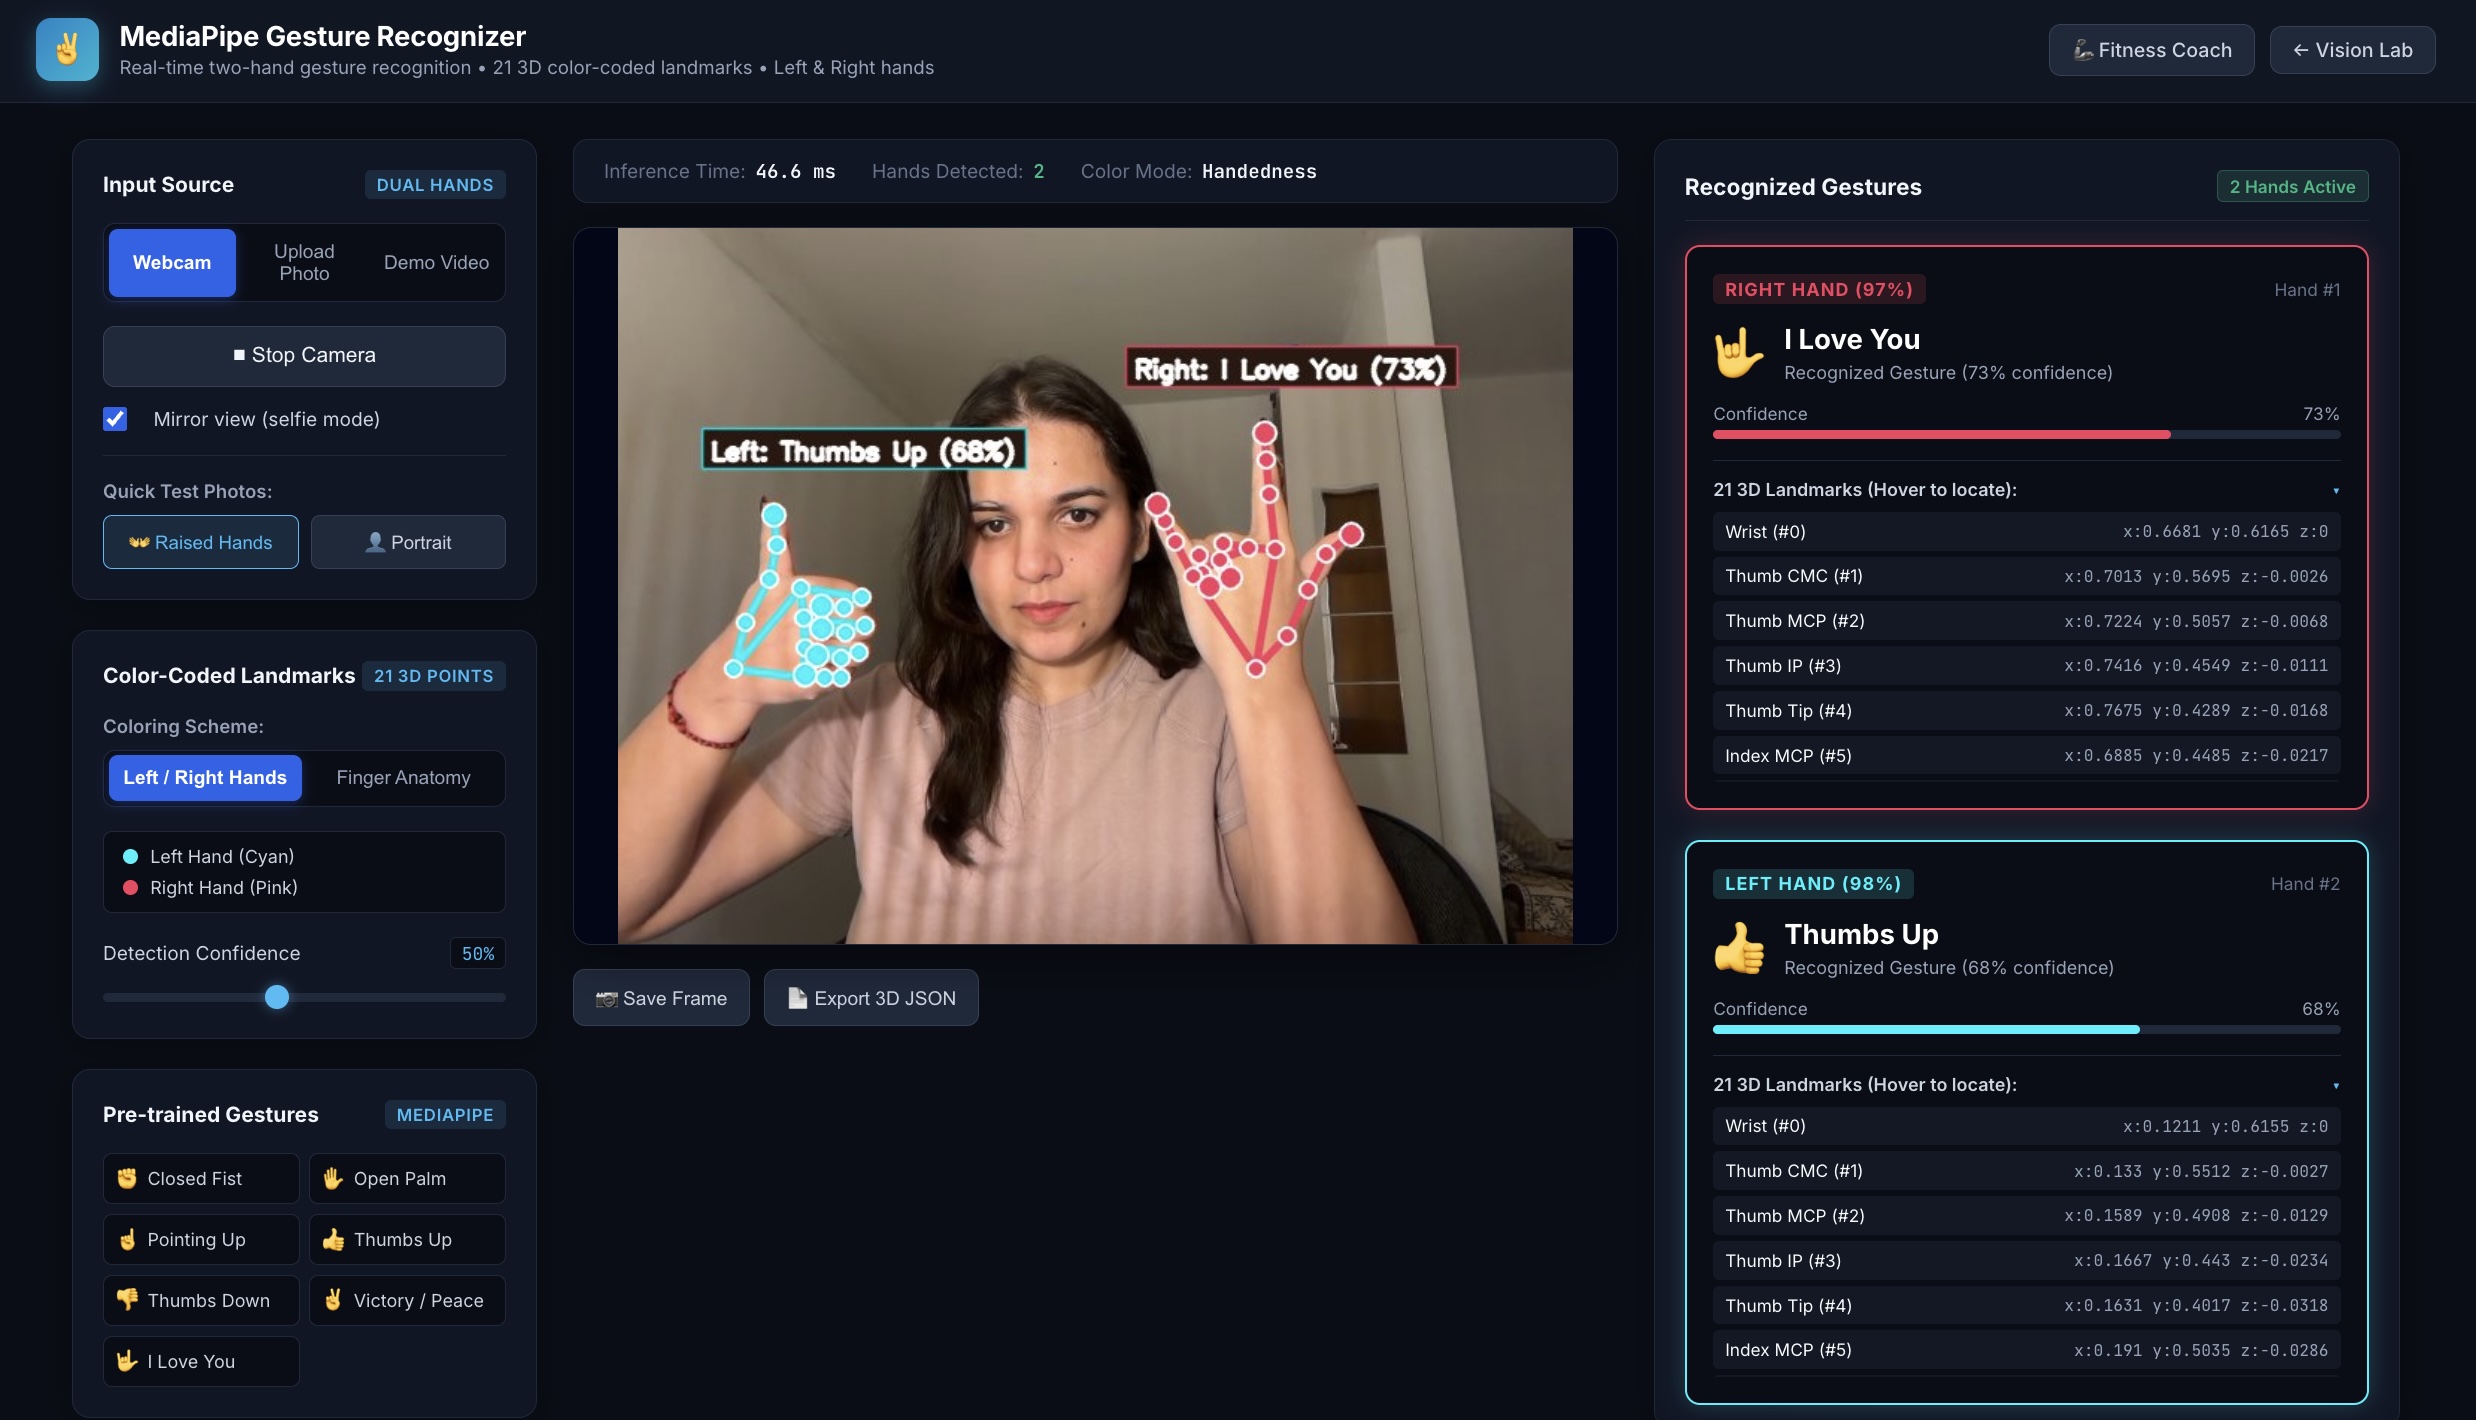 MediaPipe Gesture Recognizer
Real-time two-hand gesture recognition • 21 3D color-coded landmarks • Left & Right hands
Fitness Coach
← Vision Lab
Input Source
DUAL HANDS
Webcam
Upload
Photo
Demo Video
Stop Camera
Mirror view (selfie mode)
Quick Test Photos:
Raised Hands
Portrait
Color-Coded Landmarks
21 3D POINTS
Coloring Scheme:
Left / Right Hands
Finger Anatomy
Left Hand (Cyan)
Right Hand (Pink)
Detection Confidence
50%
Pre-trained Gestures
MEDIAPIPE
Closed Fist
Open Palm
Pointing Up
Thumbs Up
Thumbs Down
Victory / Peace
I Love You
Inference Time: 46.6 ms
Hands Detected: 2
Color Mode: Handedness
Right: I Love You (73%)
Left: Thumbs Up (68%)
Save Frame
Export 3D JSON
Recognized Gestures
2 Hands Active
RIGHT HAND (97%)
Hand #1
I Love You
Recognized Gesture (73% confidence)
Confidence 73%
21 3D Landmarks (Hover to locate):
Wrist (#0) x:0.6681 y:0.6165 z:0
Thumb CMC (#1) x:0.7013 y:0.5695 z:-0.0026
Thumb MCP (#2) x:0.7224 y:0.5057 z:-0.0068
Thumb IP (#3) x:0.7416 y:0.4549 z:-0.0111
Thumb Tip (#4) x:0.7675 y:0.4289 z:-0.0168
Index MCP (#5) x:0.6885 y:0.4485 z:-0.0217
LEFT HAND (98%)
Hand #2
Thumbs Up
Recognized Gesture (68% confidence)
Confidence 68%
21 3D Landmarks (Hover to locate):
Wrist (#0) x:0.1211 y:0.6155 z:0
Thumb CMC (#1) x:0.133 y:0.5512 z:-0.0027
Thumb MCP (#2) x:0.1589 y:0.4908 z:-0.0129
Thumb IP (#3) x:0.1667 y:0.443 z:-0.0234
Thumb Tip (#4) x:0.1631 y:0.4017 z:-0.0318
Index MCP (#5) x:0.191 y:0.5035 z:-0.0286